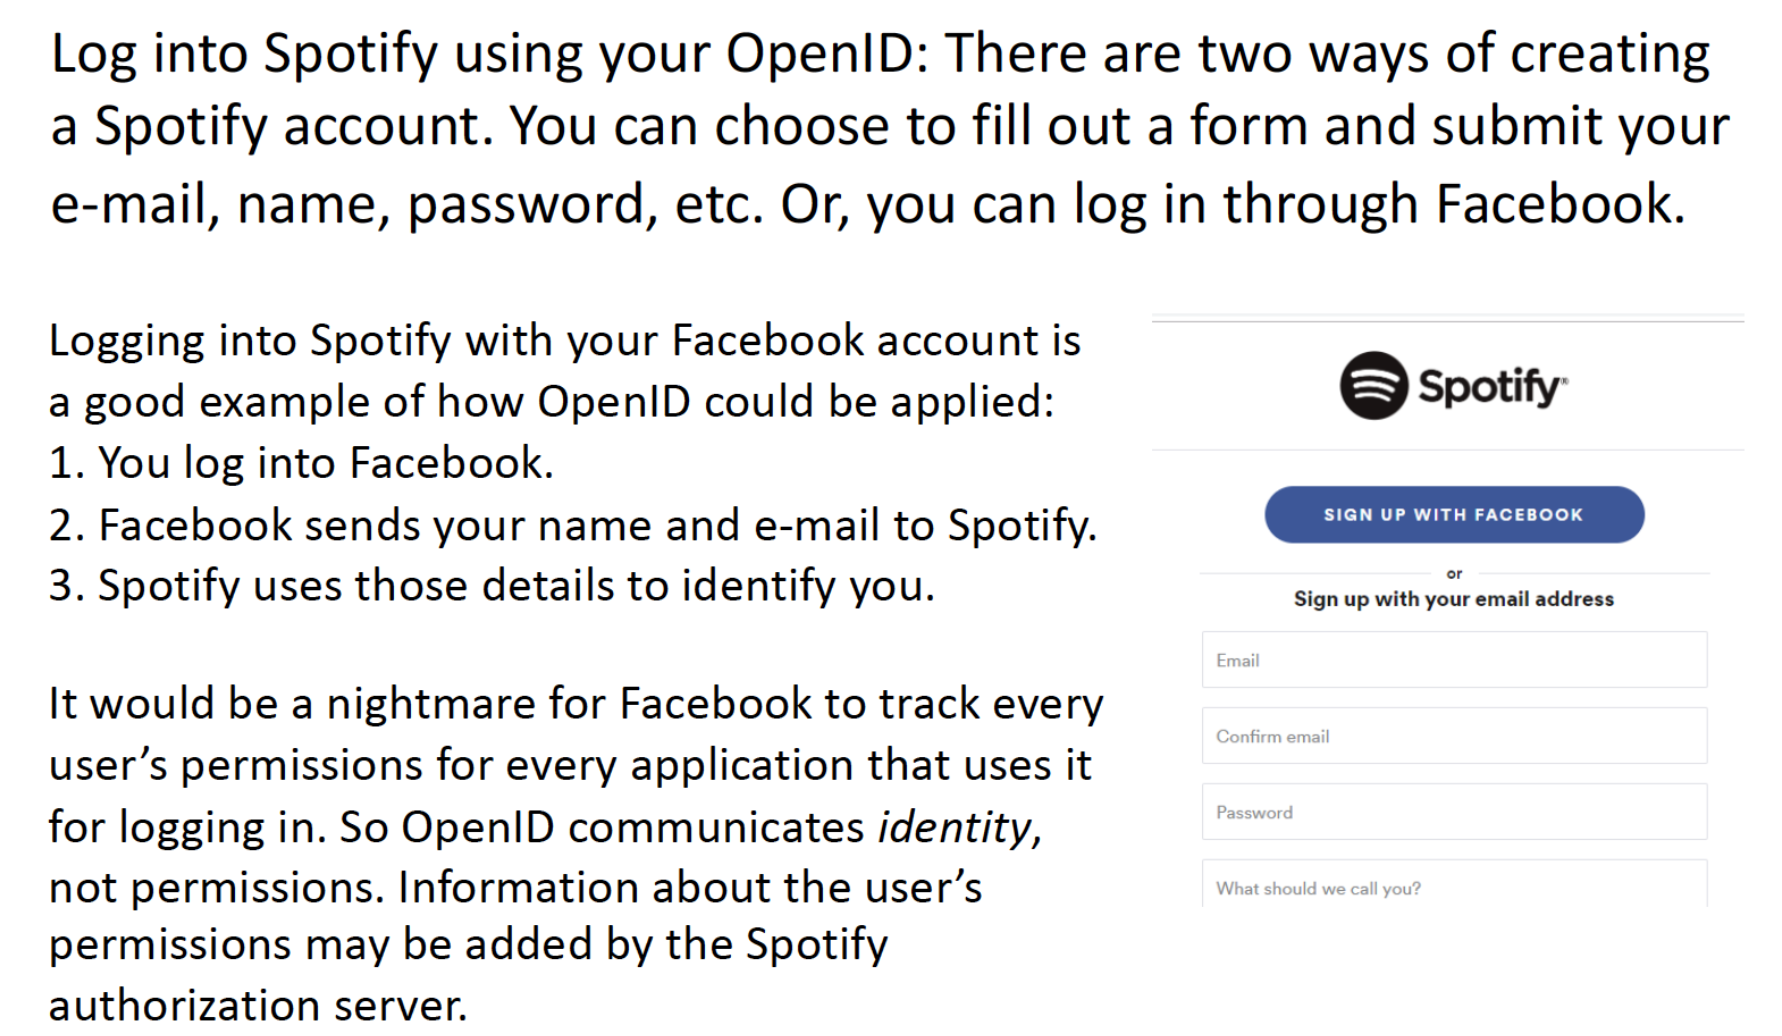 Log into Spotify using your OpenID: There are two ways of creating
a Spotify account. You can choose to fill out a form and submit your
e-mail, name, password, etc. Or, you can log in through Facebook.
Logging into Spotify with your Facebook account is
a good example of how OpenID could be applied:
1. You log into Facebook.
2. Facebook sends your name and e-mail to Spotify.
3. Spotify uses those details to identify you.
It would be a nightmare for Facebook to track every
user’s permissions for every application that uses it
for logging in. So OpenID communicates identity,
not permissions. Information about the user’s
permissions may be added by the Spotify
authorization server.
Spotify®
SIGN UP WITH FACEBOOK
or
Sign up with your email address
Email
Confirm email
Password
What should we call you?